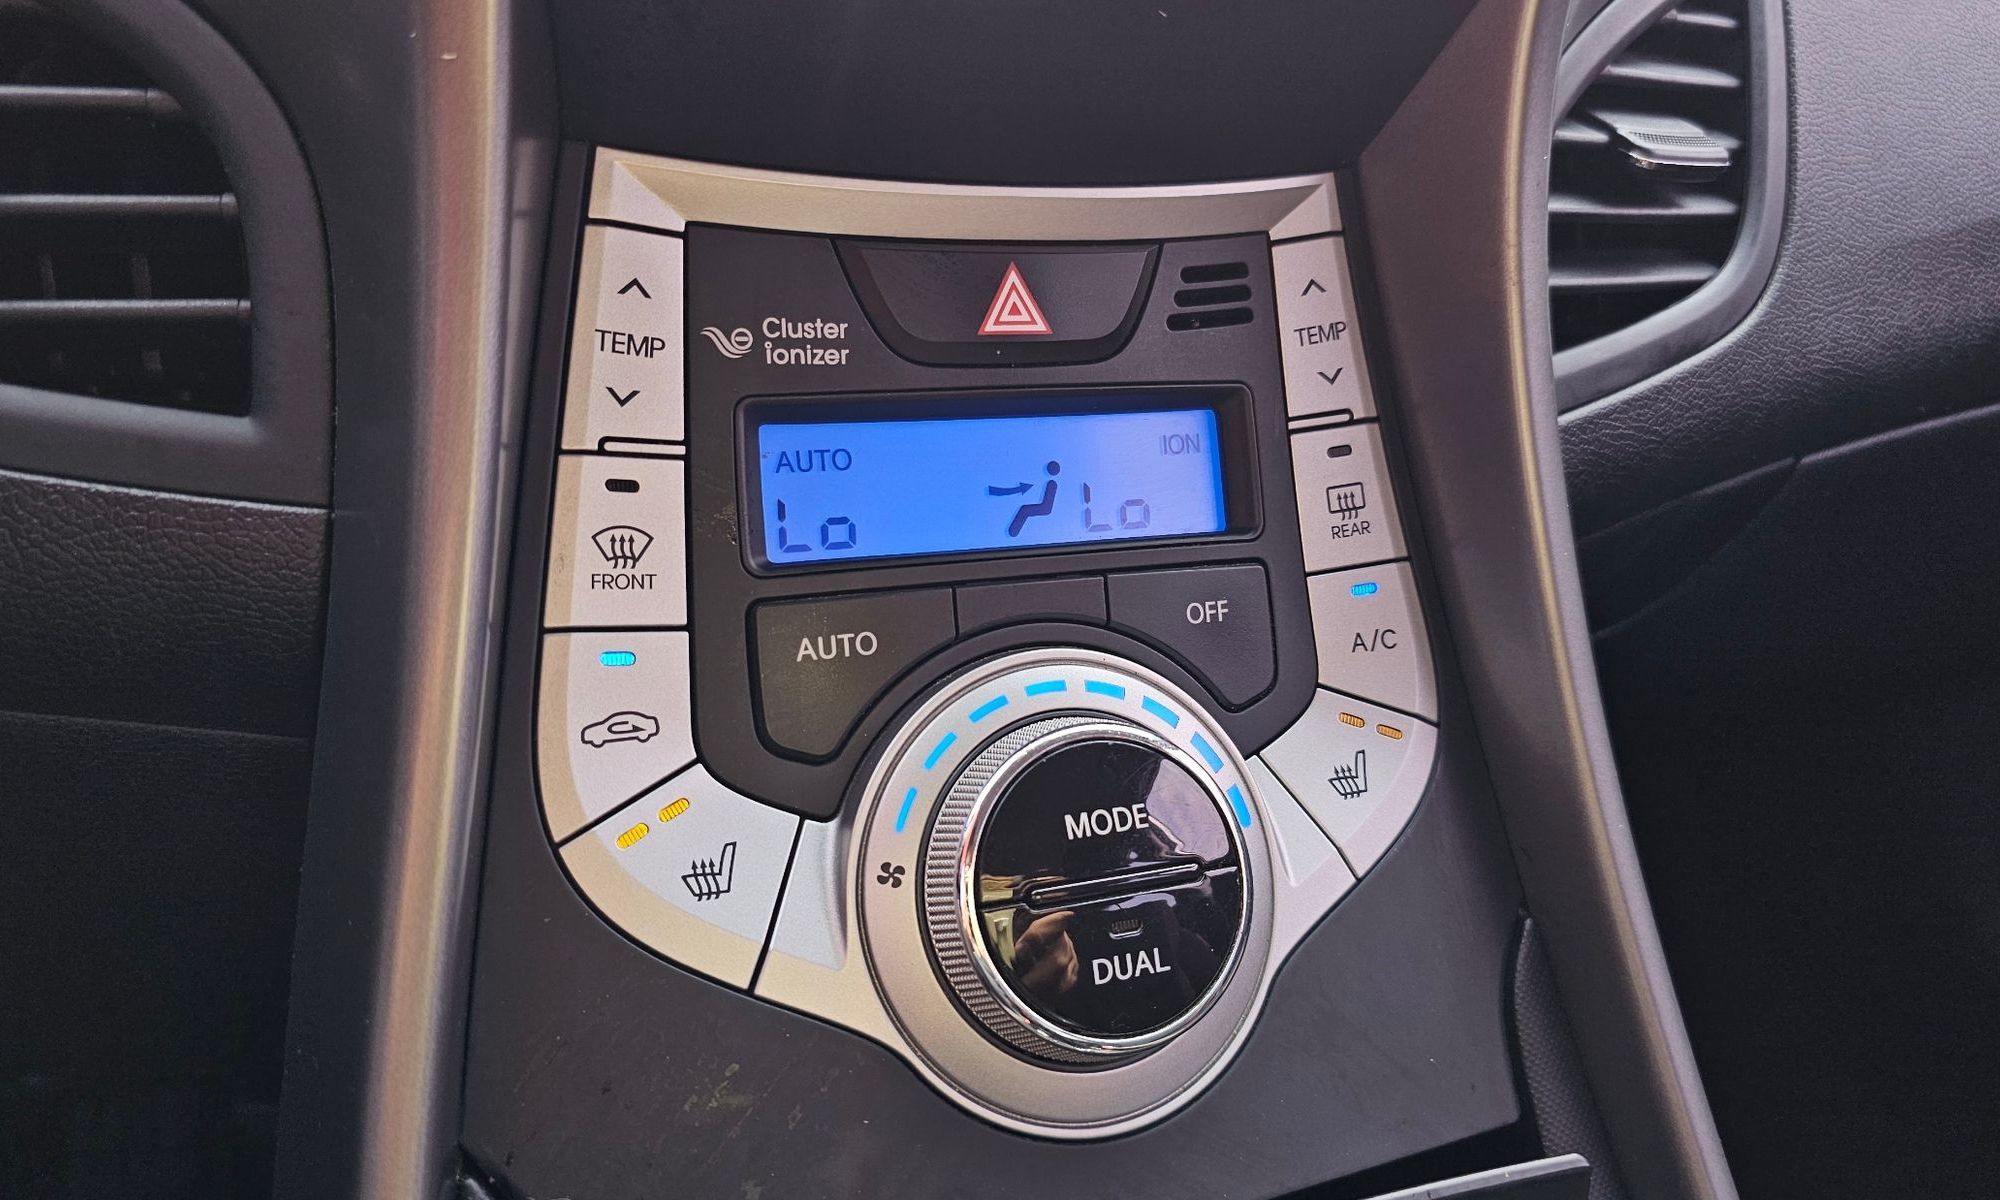 TEMP
Cluster
ionizer
TEMP
AUTO
ION
Lo
Lo
FRONT
REAR
AUTO
OFF
A/C
MODE
DUAL